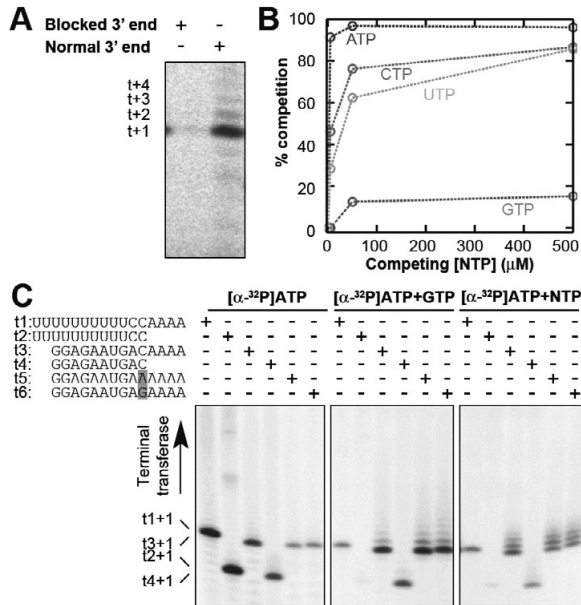 A
Blocked 3' end + -
Normal 3' end - +
t+4
t+3
t+2
t+1
B
% competition
100
80
60
40
20
0
ATP
CTP
UTP
GTP
0 100 200 300 400 500
Competing [NTP] (µM)
C
[α-³²P]ATP [α-³²P]ATP+GTP [α-³²P]ATP+NTP
t1:UUUUUUUUUUCCAAAA + - - - - - + - - - - - + - - - - -
t2:UUUUUUUUUUCC - + - - - - - + - - - - - + - - - -
t3: GGAGAAUGACAAAA - - + - - - - - + - - - - - + - - -
t4: GGAGAAUGAC - - - + - - - - - + - - - - - + - -
t5: GGAGAAUGAAAAAA - - - - + - - - - - + - - - - - + -
t6: GGAGAAUGAGAAAA - - - - - + - - - - - + - - - - - +
Terminal
transferase
t1+1
t3+1
t2+1
t4+1